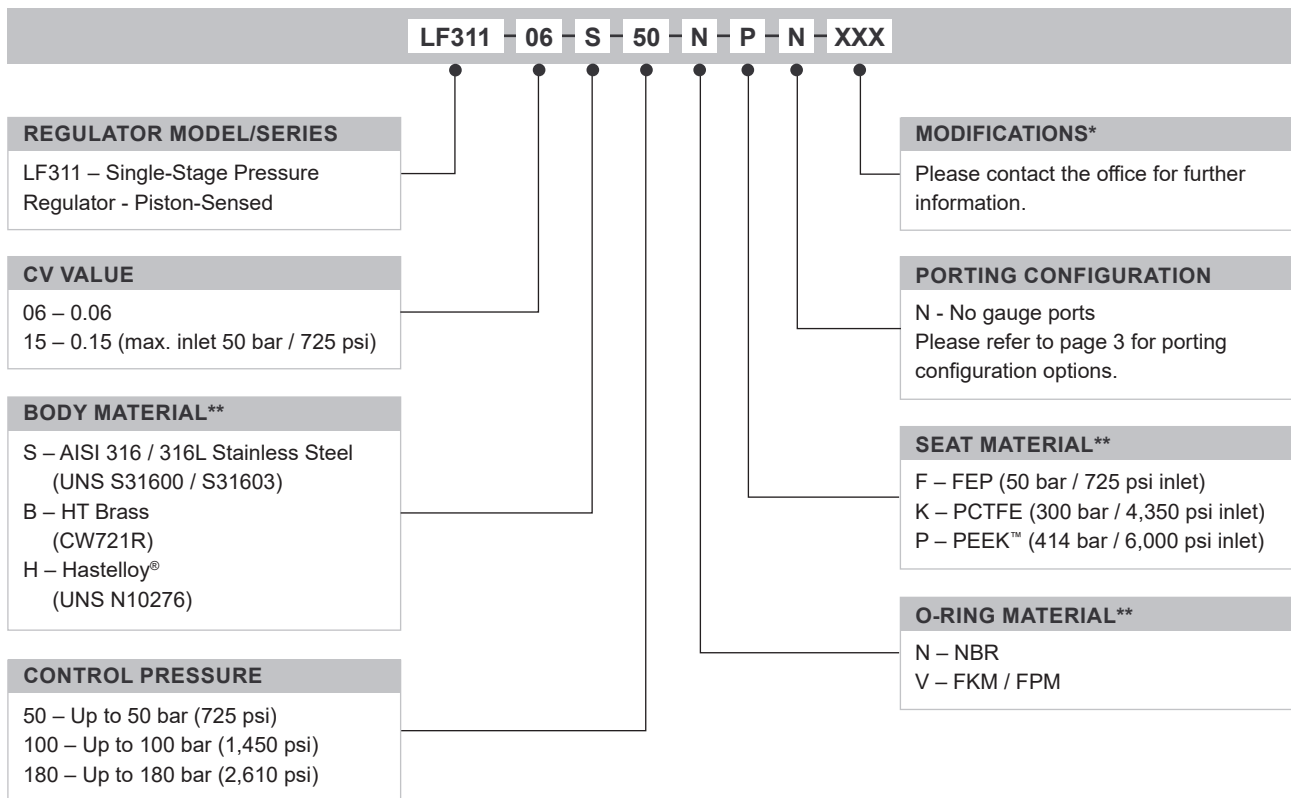 LF311 - 06 - S - 50 - N - P - N - XXX
REGULATOR MODEL/SERIES
LF311 – Single-Stage Pressure
Regulator - Piston-Sensed
CV VALUE
06 – 0.06
15 – 0.15 (max. inlet 50 bar / 725 psi)
BODY MATERIAL**
S – AISI 316 / 316L Stainless Steel
(UNS S31600 / S31603)
B – HT Brass
(CW721R)
H – Hastelloy®
(UNS N10276)
CONTROL PRESSURE
50 – Up to 50 bar (725 psi)
100 – Up to 100 bar (1,450 psi)
180 – Up to 180 bar (2,610 psi)
MODIFICATIONS*
Please contact the office for further
information.
PORTING CONFIGURATION
N - No gauge ports
Please refer to page 3 for porting
configuration options.
SEAT MATERIAL**
F – FEP (50 bar / 725 psi inlet)
K – PCTFE (300 bar / 4,350 psi inlet)
P – PEEK™ (414 bar / 6,000 psi inlet)
O-RING MATERIAL**
N – NBR
V – FKM / FPM